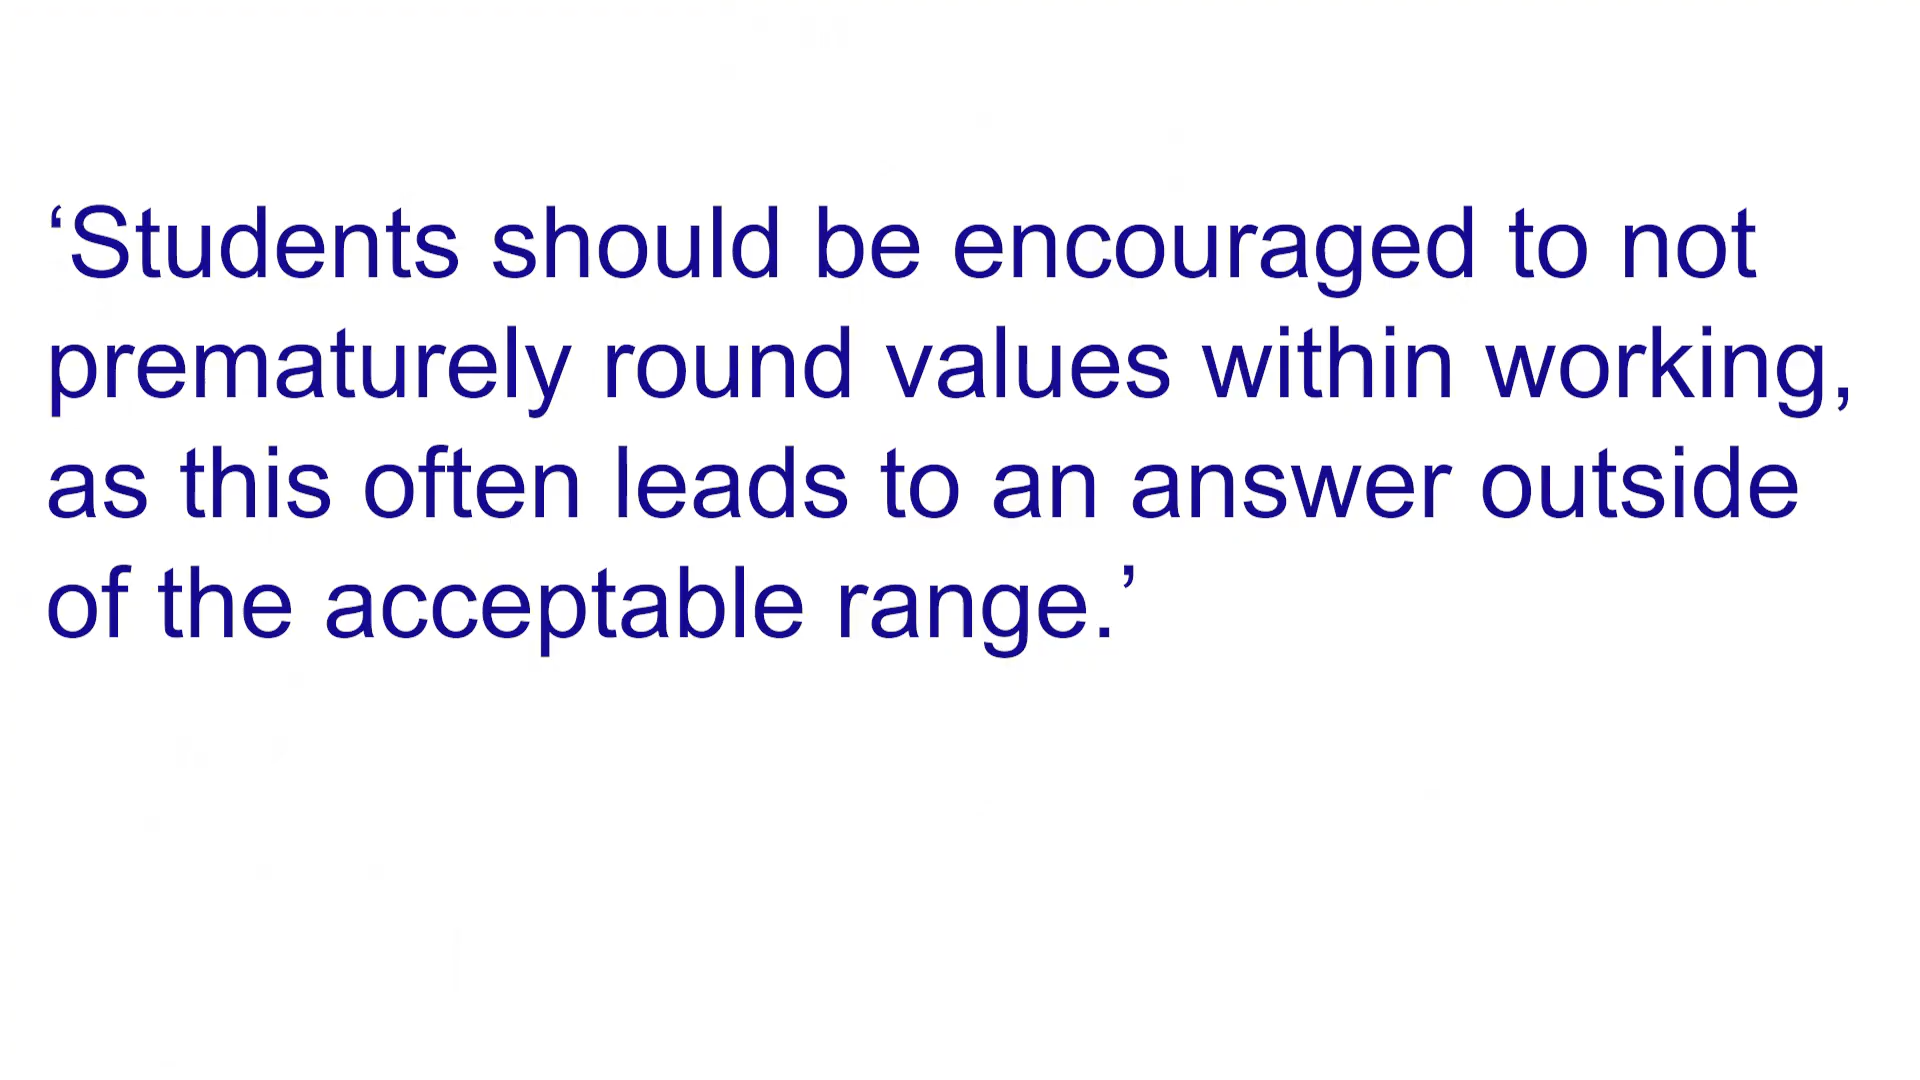 ‘Students should be encouraged to not
prematurely round values within working,
as this often leads to an answer outside
of the acceptable range.’